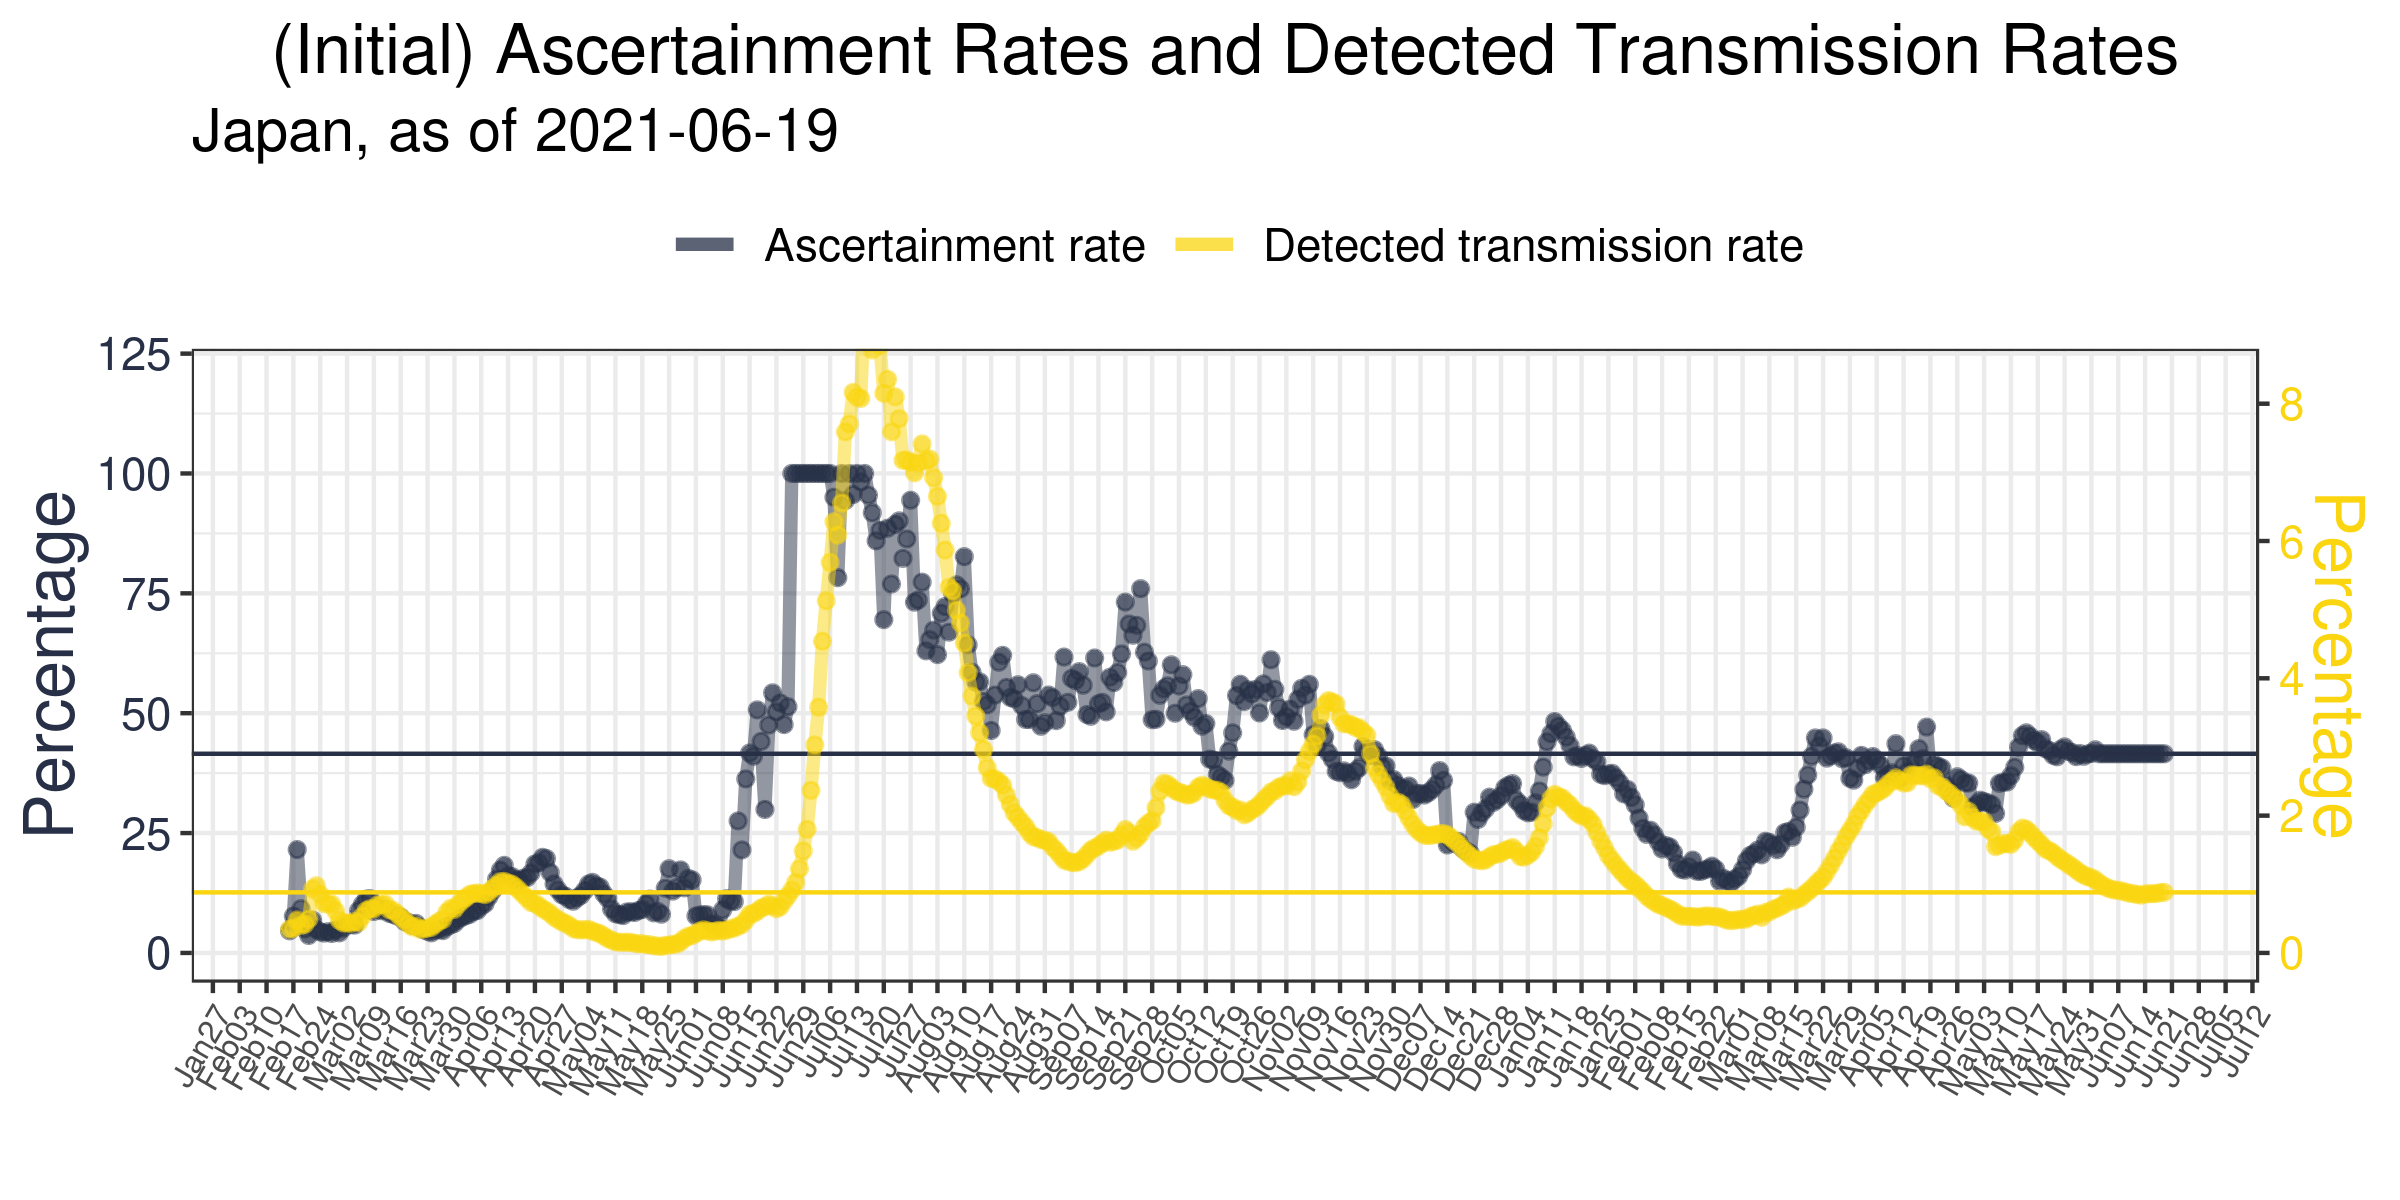 (Initial) Ascertainment Rates and Detected Transmission Rates
Japan, as of 2021-06-19
Ascertainment rate
Detected transmission rate
Percentage
125
100
75
50
25
0
8
6
4
2
0
Percentage
Jan27
Feb03
Feb10
Feb17
Feb24
Mar02
Mar09
Mar16
Mar23
Mar30
Apr06
Apr13
Apr20
Apr27
May04
May11
May18
May25
Jun01
Jun08
Jun15
Jun22
Jun29
Jul06
Jul13
Jul20
Jul27
Aug03
Aug10
Aug17
Aug24
Aug31
Sep07
Sep14
Sep21
Sep28
Oct05
Oct12
Oct19
Oct26
Nov02
Nov09
Nov16
Nov23
Nov30
Dec07
Dec14
Dec21
Dec28
Jan04
Jan11
Jan18
Jan25
Feb01
Feb08
Feb15
Feb22
Mar01
Mar08
Mar15
Mar22
Mar29
Apr05
Apr12
Apr19
Apr26
May03
May10
May17
May24
May31
Jun07
Jun14
Jun21
Jun28
Jul05
Jul12